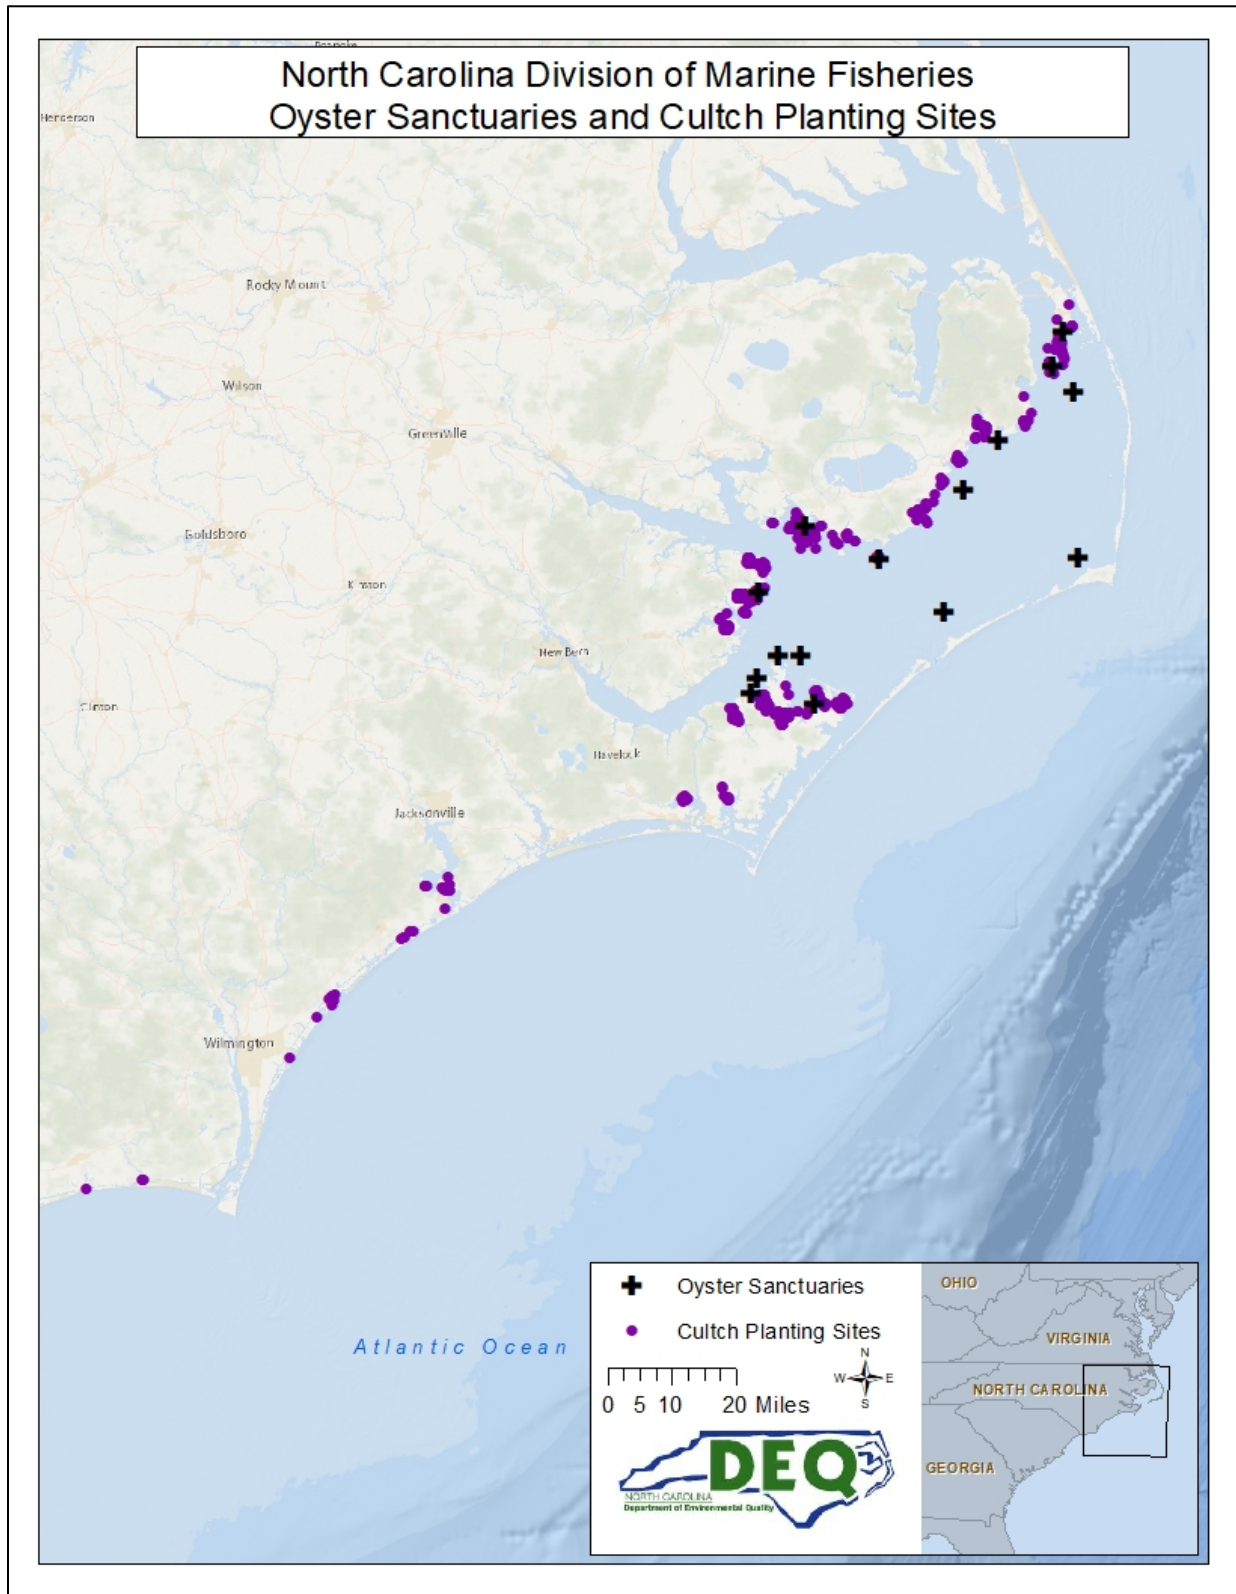 North Carolina Division of Marine Fisheries
Oyster Sanctuaries and Cultch Planting Sites
Roanoke
Henderson
Rocky Mount
Wilson
Greenville
Goldsboro
Kinston
New Bern
Clinton
Havelock
Jacksonville
Wilmington
Atlantic Ocean
Oyster Sanctuaries
Cultch Planting Sites
N
W E
S
0 5 10 20 Miles
DEQ
NORTH CAROLINA
Department of Environmental Quality
OHIO
VIRGINIA
NORTH CAROLINA
GEORGIA